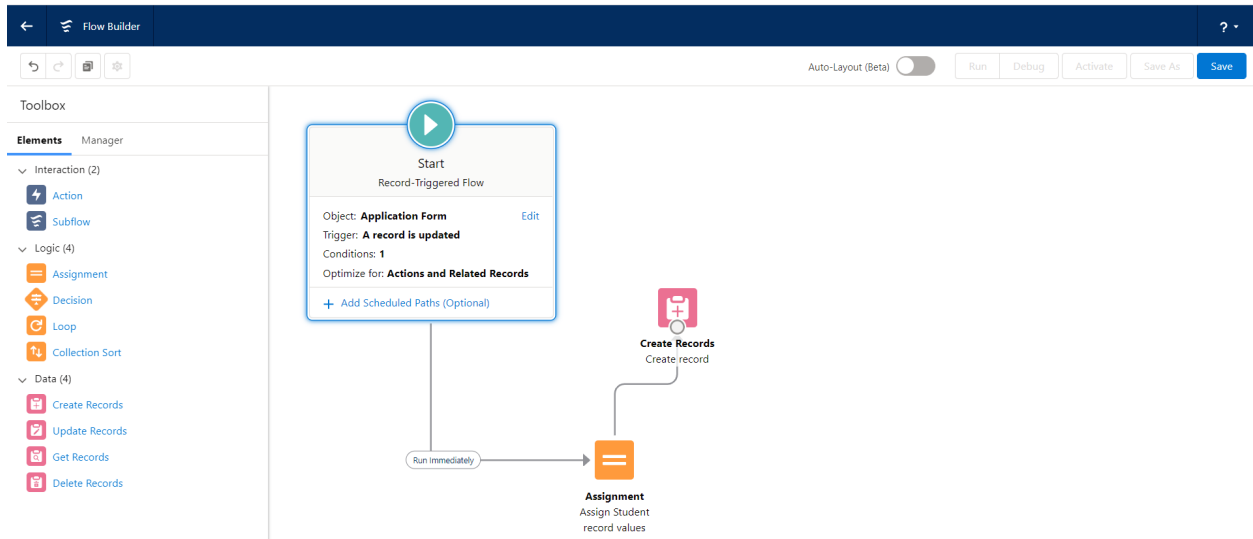 Flow Builder
?
Auto-Layout (Beta)
Run
Debug
Activate
Save As
Save
Toolbox
Elements
Manager
Interaction (2)
Action
Subflow
Logic (4)
Assignment
Decision
Loop
Collection Sort
Data (4)
Create Records
Update Records
Get Records
Delete Records
Start
Record-Triggered Flow
Object: Application Form
Edit
Trigger: A record is updated
Conditions: 1
Optimize for: Actions and Related Records
+ Add Scheduled Paths (Optional)
Create Records
Create record
Run Immediately
Assignment
Assign Student
record values